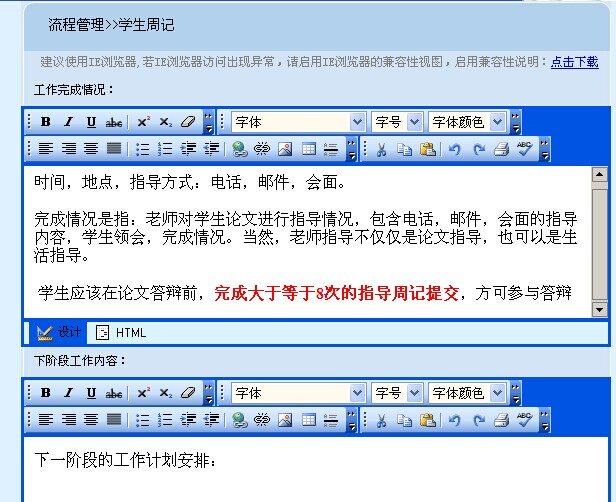 流程管理>>学生周记
建议使用IE浏览器,若IE浏览器访问出现异常，请启用IE浏览器的兼容性视图，启用兼容性说明：点击下载
工作完成情况：
B I U abc x² x₂ 字体 字号 字体颜色
ABC
时间，地点，指导方式：电话，邮件，会面。
完成情况是指：老师对学生论文进行指导情况，包含电话，邮件，会面的指导
内容，学生领会，完成情况。当然，老师指导不仅仅是论文指导，也可以是生
活指导。
学生应该在论文答辩前，完成大于等于8次的指导周记提交，方可参与答辩
设计 HTML
下阶段工作内容：
B I U abc x² x₂ 字体 字号 字体颜色
ABC
下一阶段的工作计划安排：